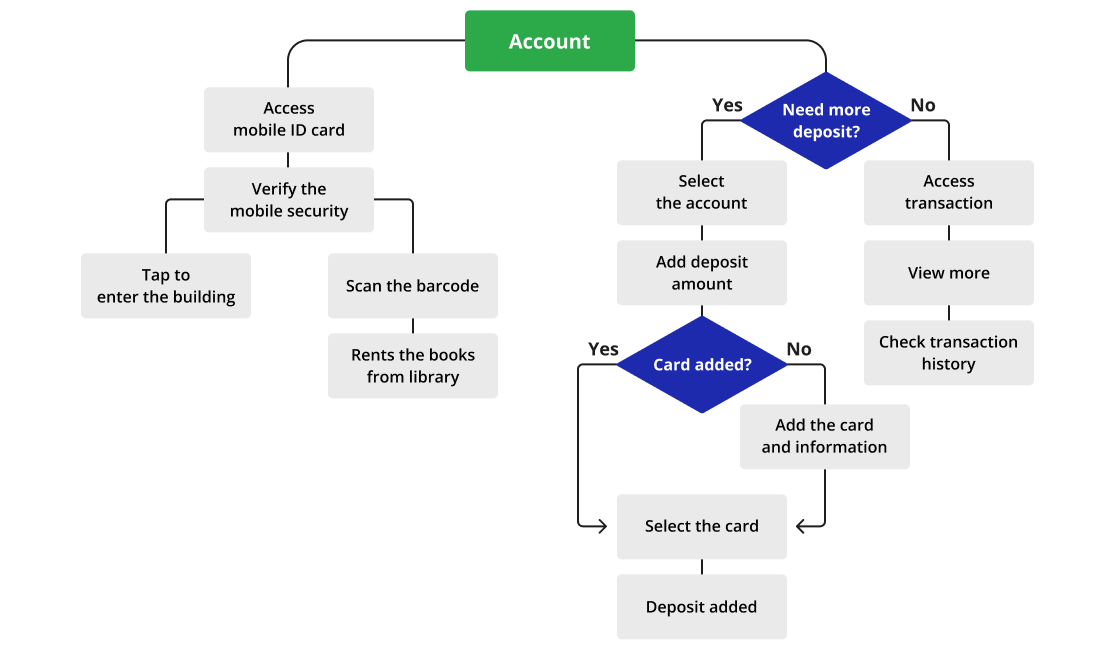 Account
Access
mobile ID card
Verify the
mobile security
Tap to
enter the building
Scan the barcode
Rents the books
from library
Need more
deposit?
Yes
No
Select
the account
Add deposit
amount
Card added?
Yes
No
Add the card
and information
Select the card
Deposit added
Access
transaction
View more
Check transaction
history